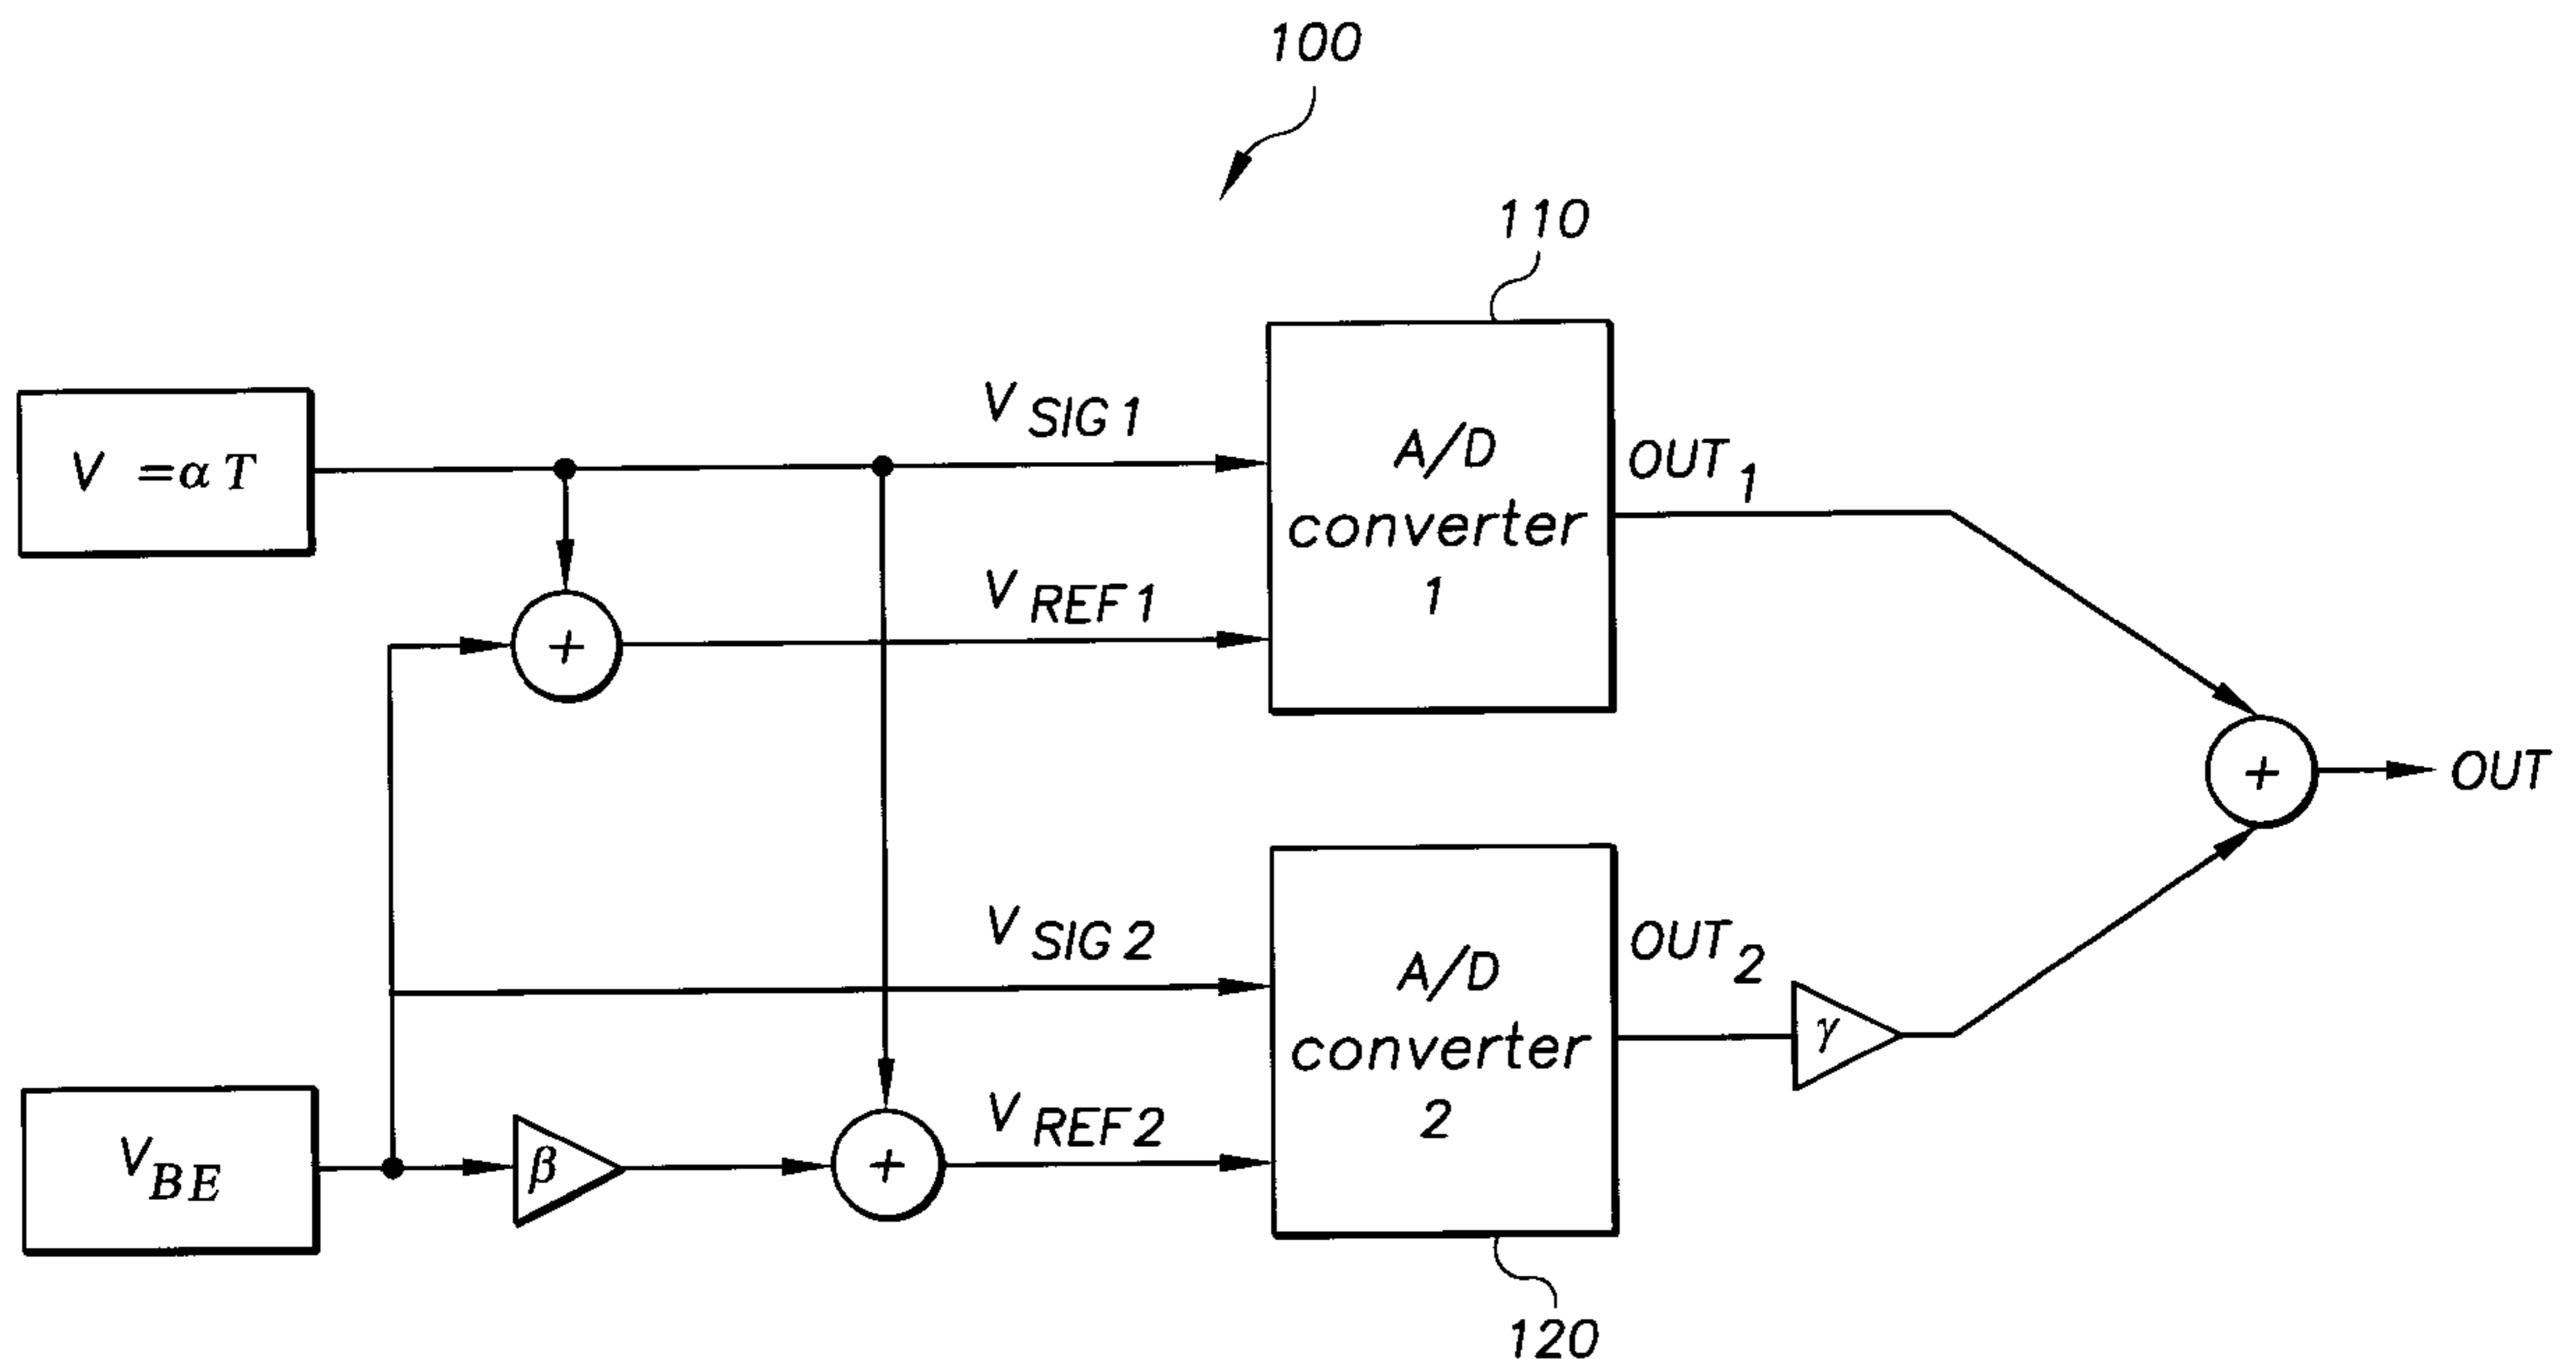 100
110
V = α T
V SIG 1
A/D
converter
1
OUT 1
V REF 1
+
+
OUT
V SIG 2
A/D
converter
2
OUT 2
γ
V BE
β
+
V REF 2
120